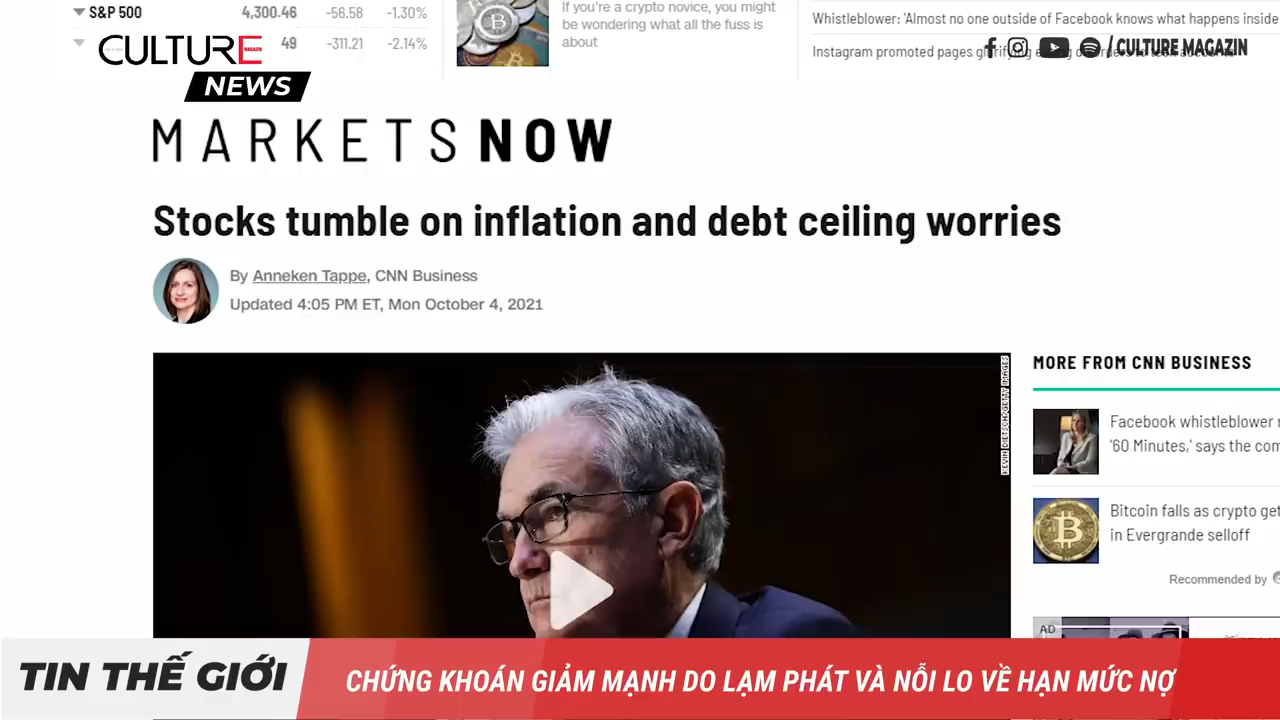 S&P 500 4,300.46 -56.58 -1.30%
49 -311.21 -2.14%
If you're a crypto novice, you might
be wondering what all the fuss is
about
Whistleblower: 'Almost no one outside of Facebook knows what happens inside
Instagram promoted pages
CULTURE
MAGAZIN
NEWS
/CULTURE MAGAZIN
MARKETS NOW
Stocks tumble on inflation and debt ceiling worries
By Anneken Tappe, CNN Business
Updated 4:05 PM ET, Mon October 4, 2021
KEVIN DIETSCH/GETTY IMAGES
MORE FROM CNN BUSINESS
Facebook whistleblower
'60 Minutes,' says the com
Bitcoin falls as crypto get
in Evergrande selloff
Recommended by
AD
TIN THẾ GIỚI
CHỨNG KHOÁN GIẢM MẠNH DO LẠM PHÁT VÀ NỖI LO VỀ HẠN MỨC NỢ